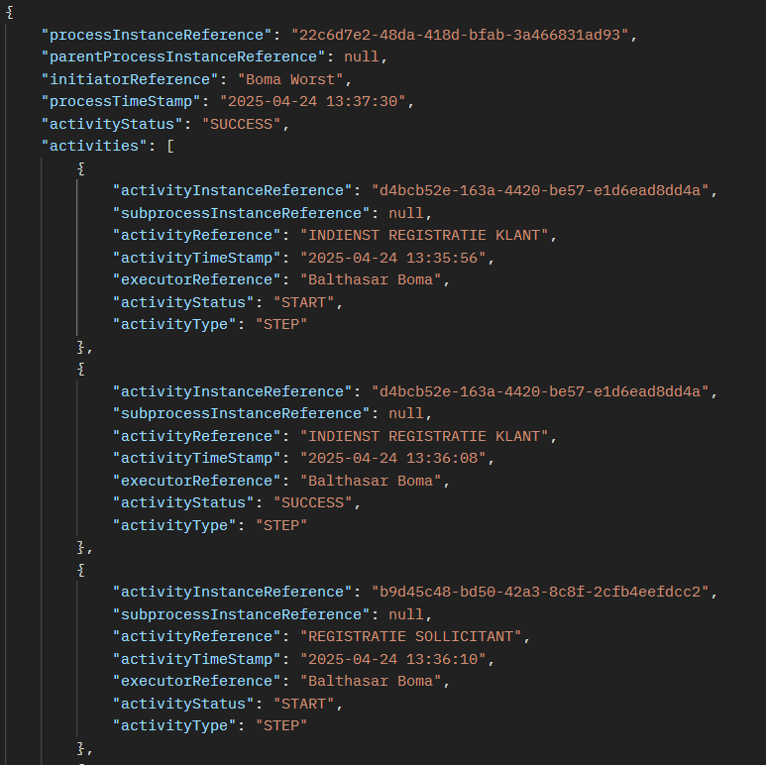 {
"processInstanceReference": "22c6d7e2-48da-418d-bfab-3a466831ad93",
"parentProcessInstanceReference": null,
"initiatorReference": "Boma Worst",
"processTimeStamp": "2025-04-24 13:37:30",
"activityStatus": "SUCCESS",
"activities": [
{
"activityInstanceReference": "d4bcb52e-163a-4420-be57-e1d6ead8dd4a",
"subprocessInstanceReference": null,
"activityReference": "INDIENST REGISTRATIE KLANT",
"activityTimeStamp": "2025-04-24 13:35:56",
"executorReference": "Balthasar Boma",
"activityStatus": "START",
"activityType": "STEP"
},
{
"activityInstanceReference": "d4bcb52e-163a-4420-be57-e1d6ead8dd4a",
"subprocessInstanceReference": null,
"activityReference": "INDIENST REGISTRATIE KLANT",
"activityTimeStamp": "2025-04-24 13:36:08",
"executorReference": "Balthasar Boma",
"activityStatus": "SUCCESS",
"activityType": "STEP"
},
{
"activityInstanceReference": "b9d45c48-bd50-42a3-8c8f-2cfb4eefdcc2",
"subprocessInstanceReference": null,
"activityReference": "REGISTRATIE SOLLICITANT",
"activityTimeStamp": "2025-04-24 13:36:10",
"executorReference": "Balthasar Boma",
"activityStatus": "START",
"activityType": "STEP"
},